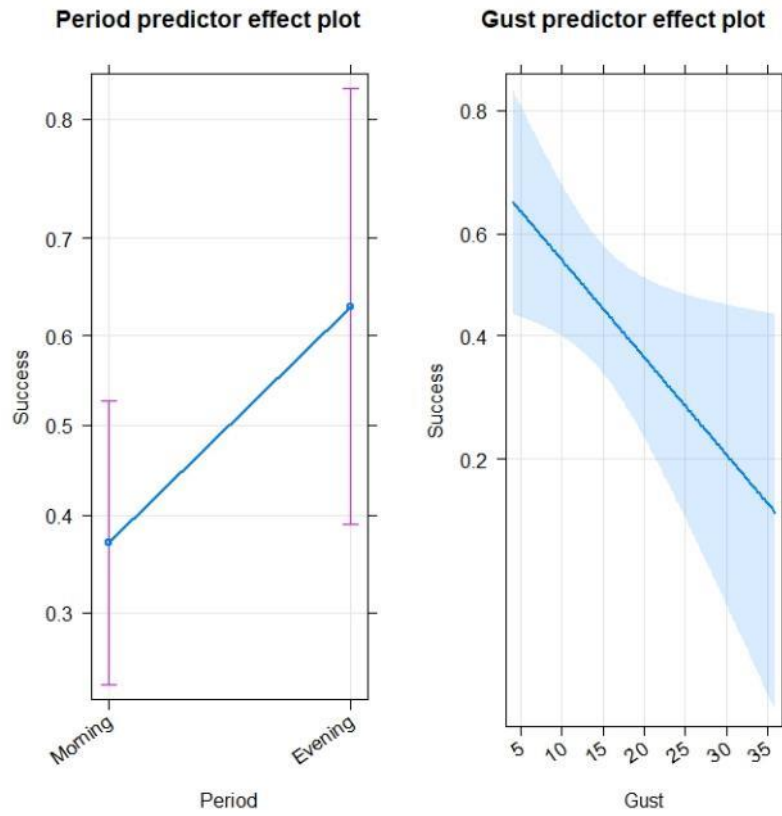 Period predictor effect plot
Success
0.8
0.7
0.6
0.5
0.4
0.3
Morning
Evening
Period
Gust predictor effect plot
Success
0.8
0.6
0.4
0.2
5
10
15
20
25
30
35
Gust